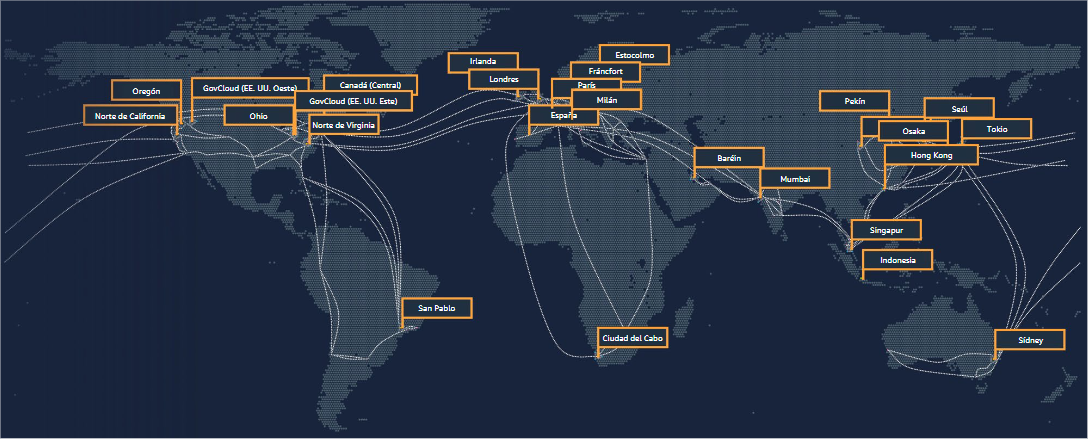 Estocolmo
Irlanda
Fráncfort
Londres
París
Canadá (Central)
GovCloud (EE. UU. Oeste)
Oregón
Milán
GovCloud (EE. UU. Este)
Pekín
Seúl
Norte de California
Ohio
España
Norte de Virginia
Osaka
Tokio
Hong Kong
Baréin
Mumbai
Singapur
Indonesia
San Pablo
Ciudad del Cabo
Sídney